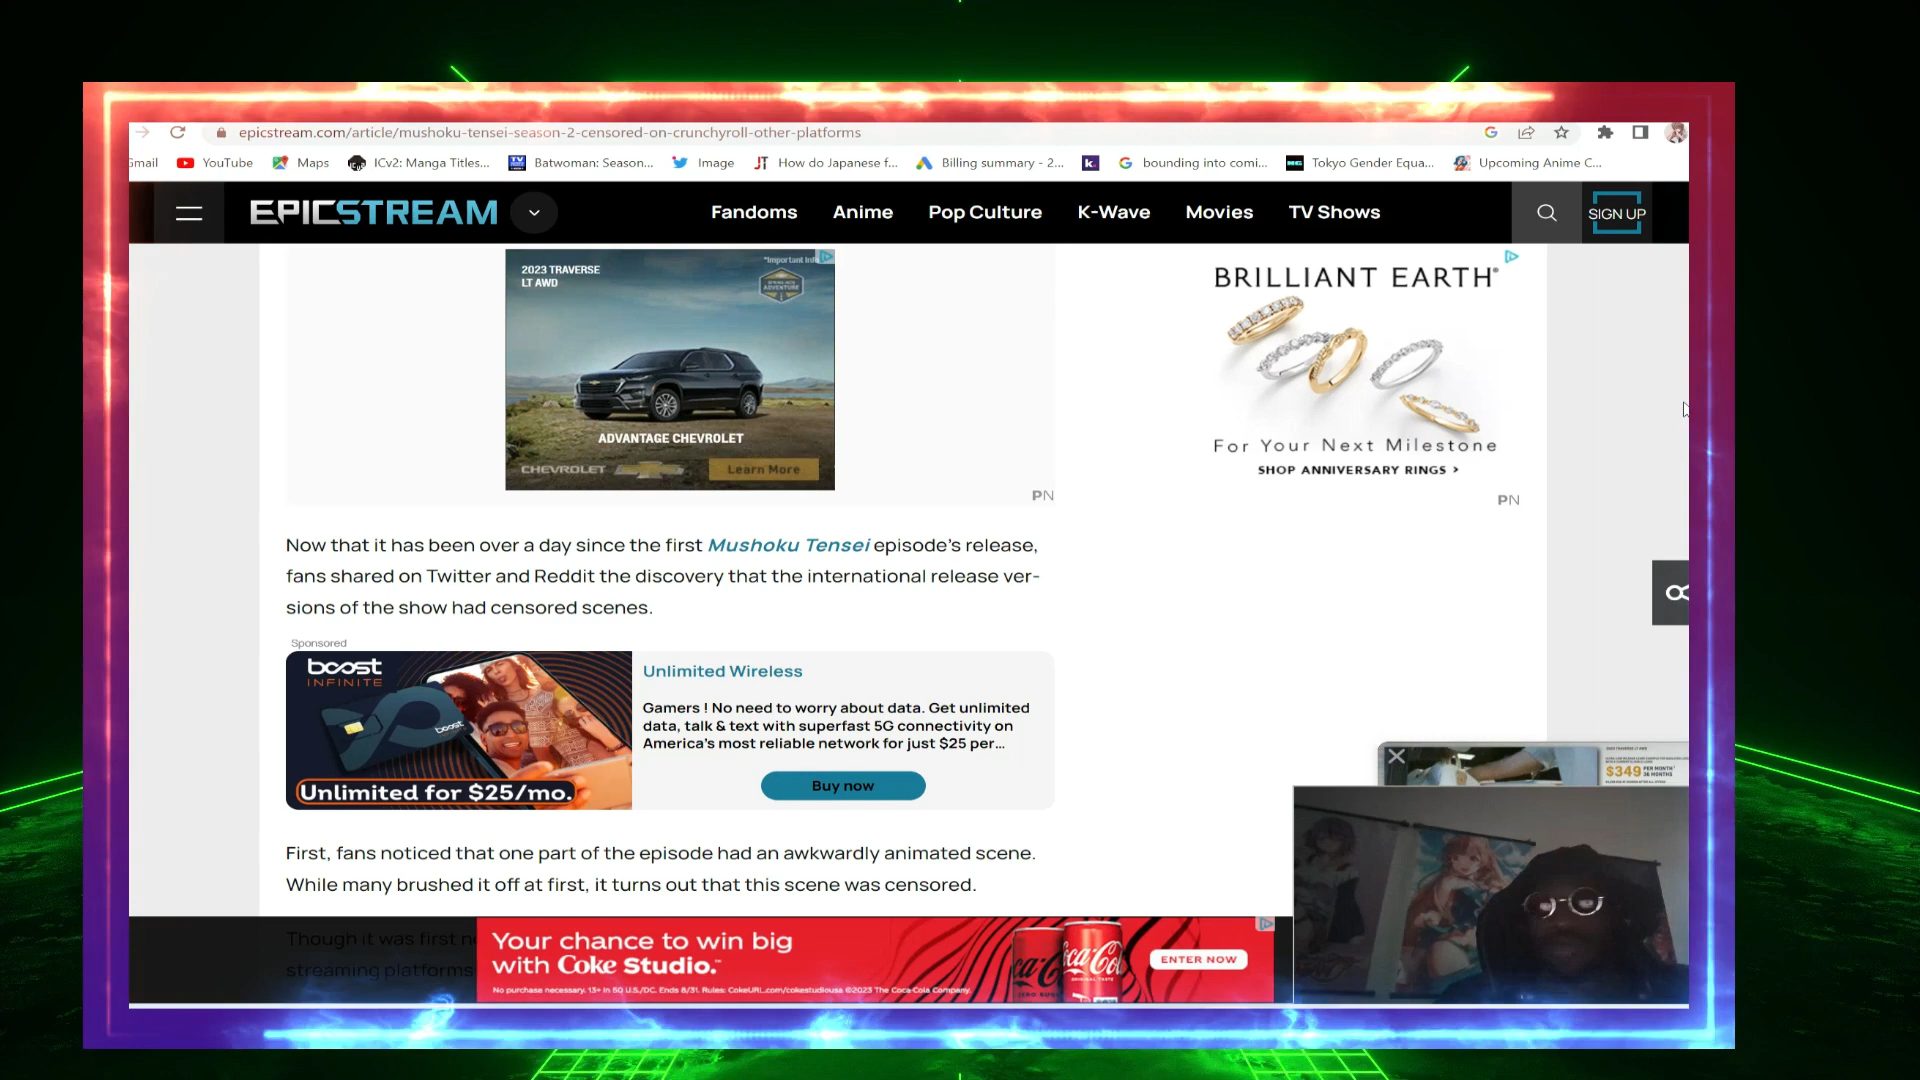 epicstream.com/article/mushoku-tensei-season-2-censored-on-crunchyroll-other-platforms
Gmail
YouTube
Maps
ICv2: Manga Titles...
Batwoman: Season...
Image
How do Japanese f...
Billing summary - 2...
k.
bounding into comi...
Tokyo Gender Equa...
Upcoming Anime C...
EPICSTREAM
Fandoms
Anime
Pop Culture
K-Wave
Movies
TV Shows
SIGN UP
2023 TRAVERSE
LT AWD
*Important Info
ADVANTAGE CHEVROLET
CHEVROLET
Learn More
PN
BRILLIANT EARTH®
For Your Next Milestone
SHOP ANNIVERSARY RINGS >
PN
Now that it has been over a day since the first Mushoku Tensei episode's release,
fans shared on Twitter and Reddit the discovery that the international release ver-
sions of the show had censored scenes.
Sponsored
boost
INFINITE
boost
Unlimited for $25/mo.
Unlimited Wireless
Gamers ! No need to worry about data. Get unlimited
data, talk & text with superfast 5G connectivity on
America's most reliable network for just $25 per...
Buy now
$349 PER MONTH
36 MONTHS
First, fans noticed that one part of the episode had an awkwardly animated scene.
While many brushed it off at first, it turns out that this scene was censored.
Though it was first n
streaming platforms
Your chance to win big
with Coke Studio.™
No purchase necessary. 13+ in 50 U.S./DC. Ends 8/31. Rules: CokeURL.com/cokestudiousa ©2023 The Coca-Cola Company.
Coca-Cola
ENTER NOW